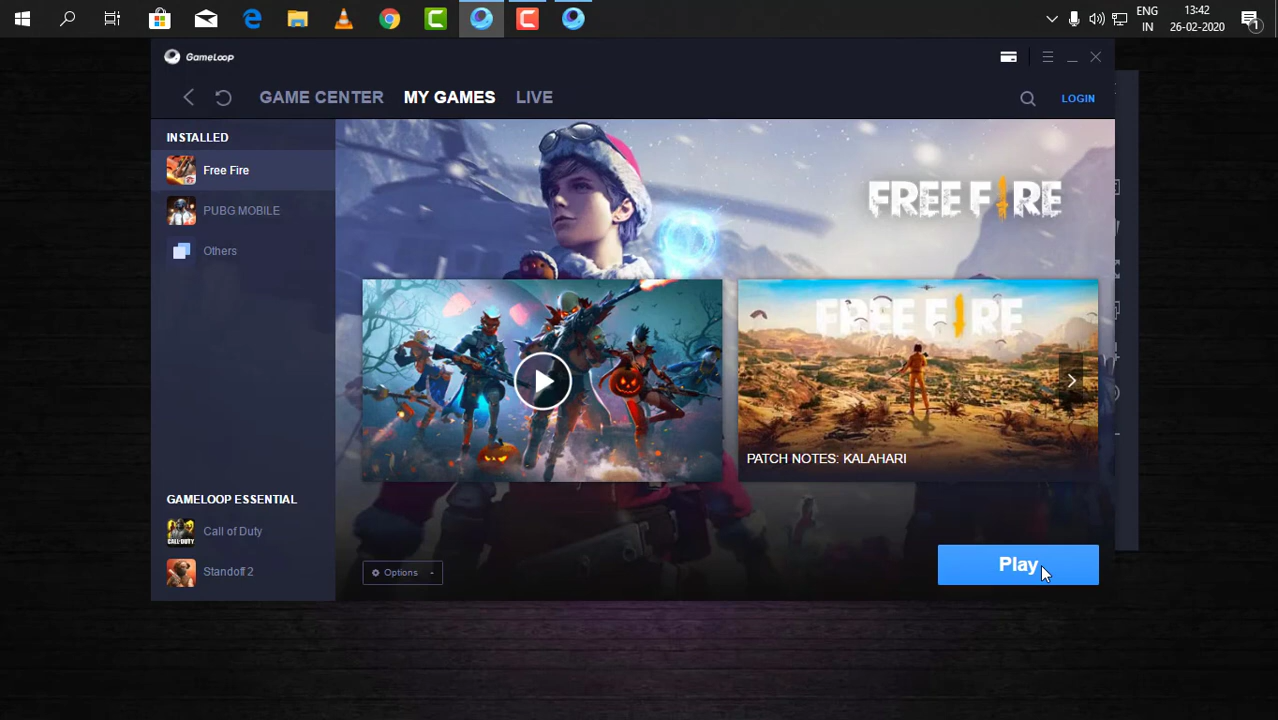 ENG
IN
13:42
26-02-2020
1
GameLoop
GAME CENTER
MY GAMES
LIVE
LOGIN
INSTALLED
Free Fire
PUBG MOBILE
Others
FREE FIRE
FREE FIRE
PATCH NOTES: KALAHARI
GAMELOOP ESSENTIAL
Call of Duty
Standoff 2
Options
Play